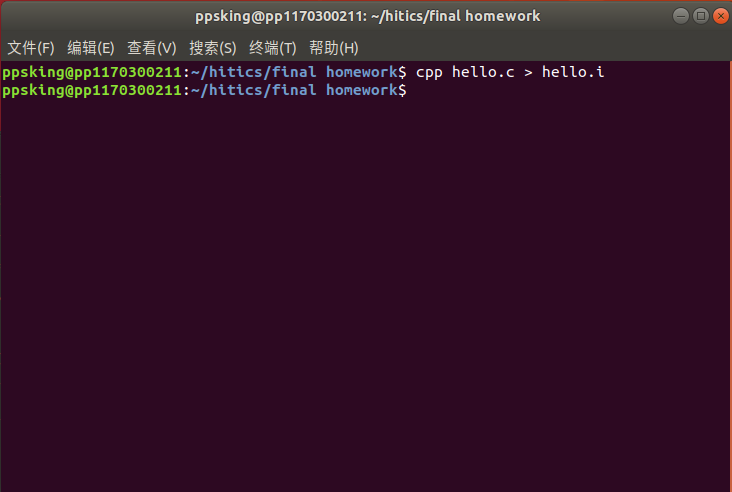 ppsking@pp1170300211: ~/hitics/final homework
文件(F) 编辑(E) 查看(V) 搜索(S) 终端(T) 帮助(H)
ppsking@pp1170300211:~/hitics/final homework$ cpp hello.c > hello.i
ppsking@pp1170300211:~/hitics/final homework$